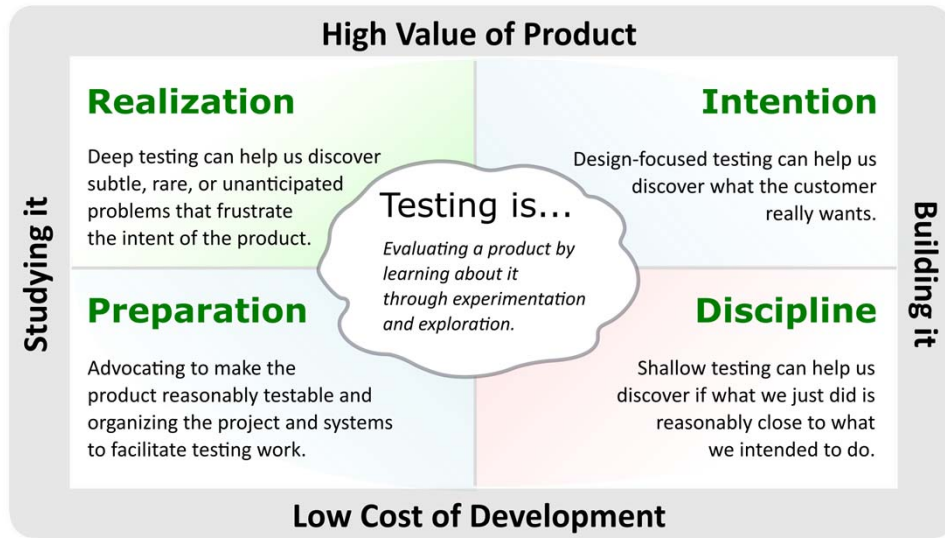 High Value of Product
Studying it
Realization
Deep testing can help us discover
subtle, rare, or unanticipated
problems that frustrate
the intent of the product.
Intention
Design-focused testing can help us
discover what the customer
really wants.
Testing is...
Evaluating a product by
learning about it
through experimentation
and exploration.
Building it
Preparation
Advocating to make the
product reasonably testable and
organizing the project and systems
to facilitate testing work.
Discipline
Shallow testing can help us
discover if what we just did is
reasonably close to what
we intended to do.
Low Cost of Development